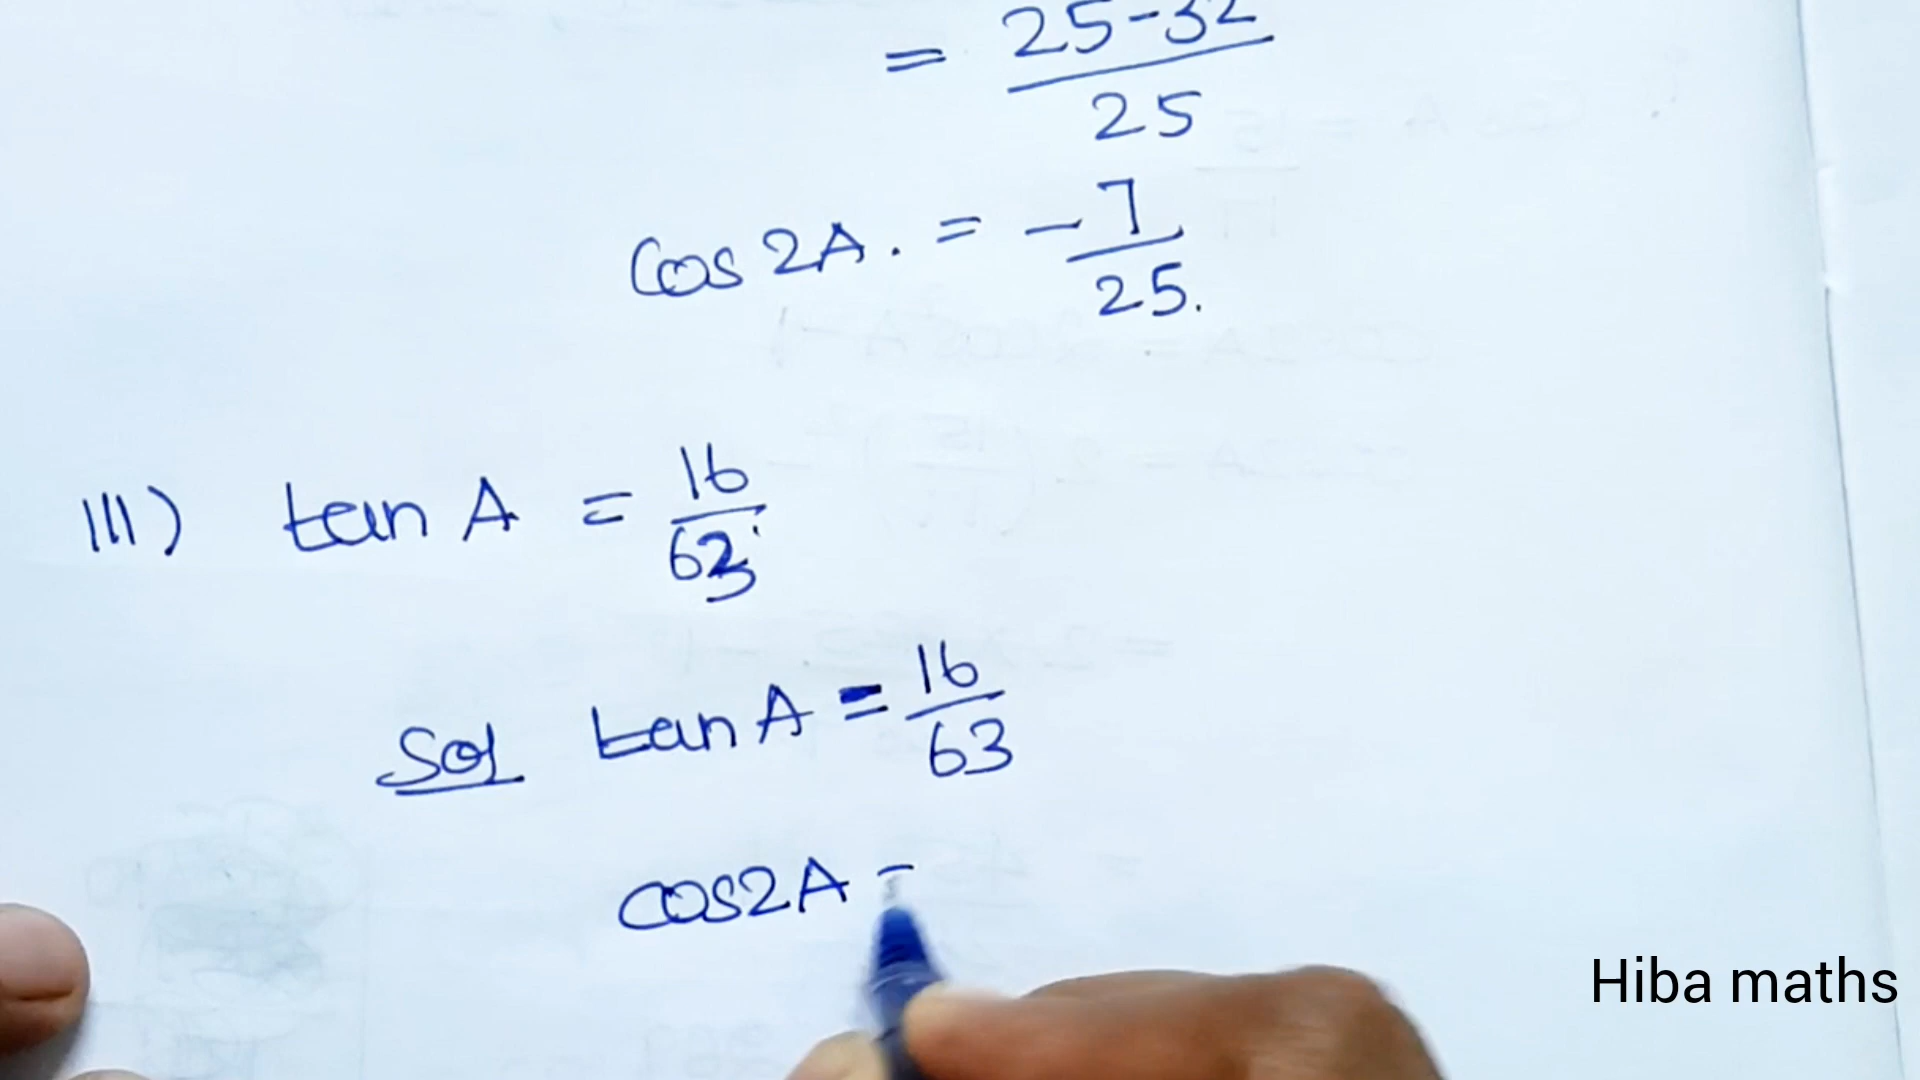 = 25-32
25
Cos 2A. = -7
25.
III) tan A = 16
63
Sol tan A = 16
63
cos2A =
Hiba maths